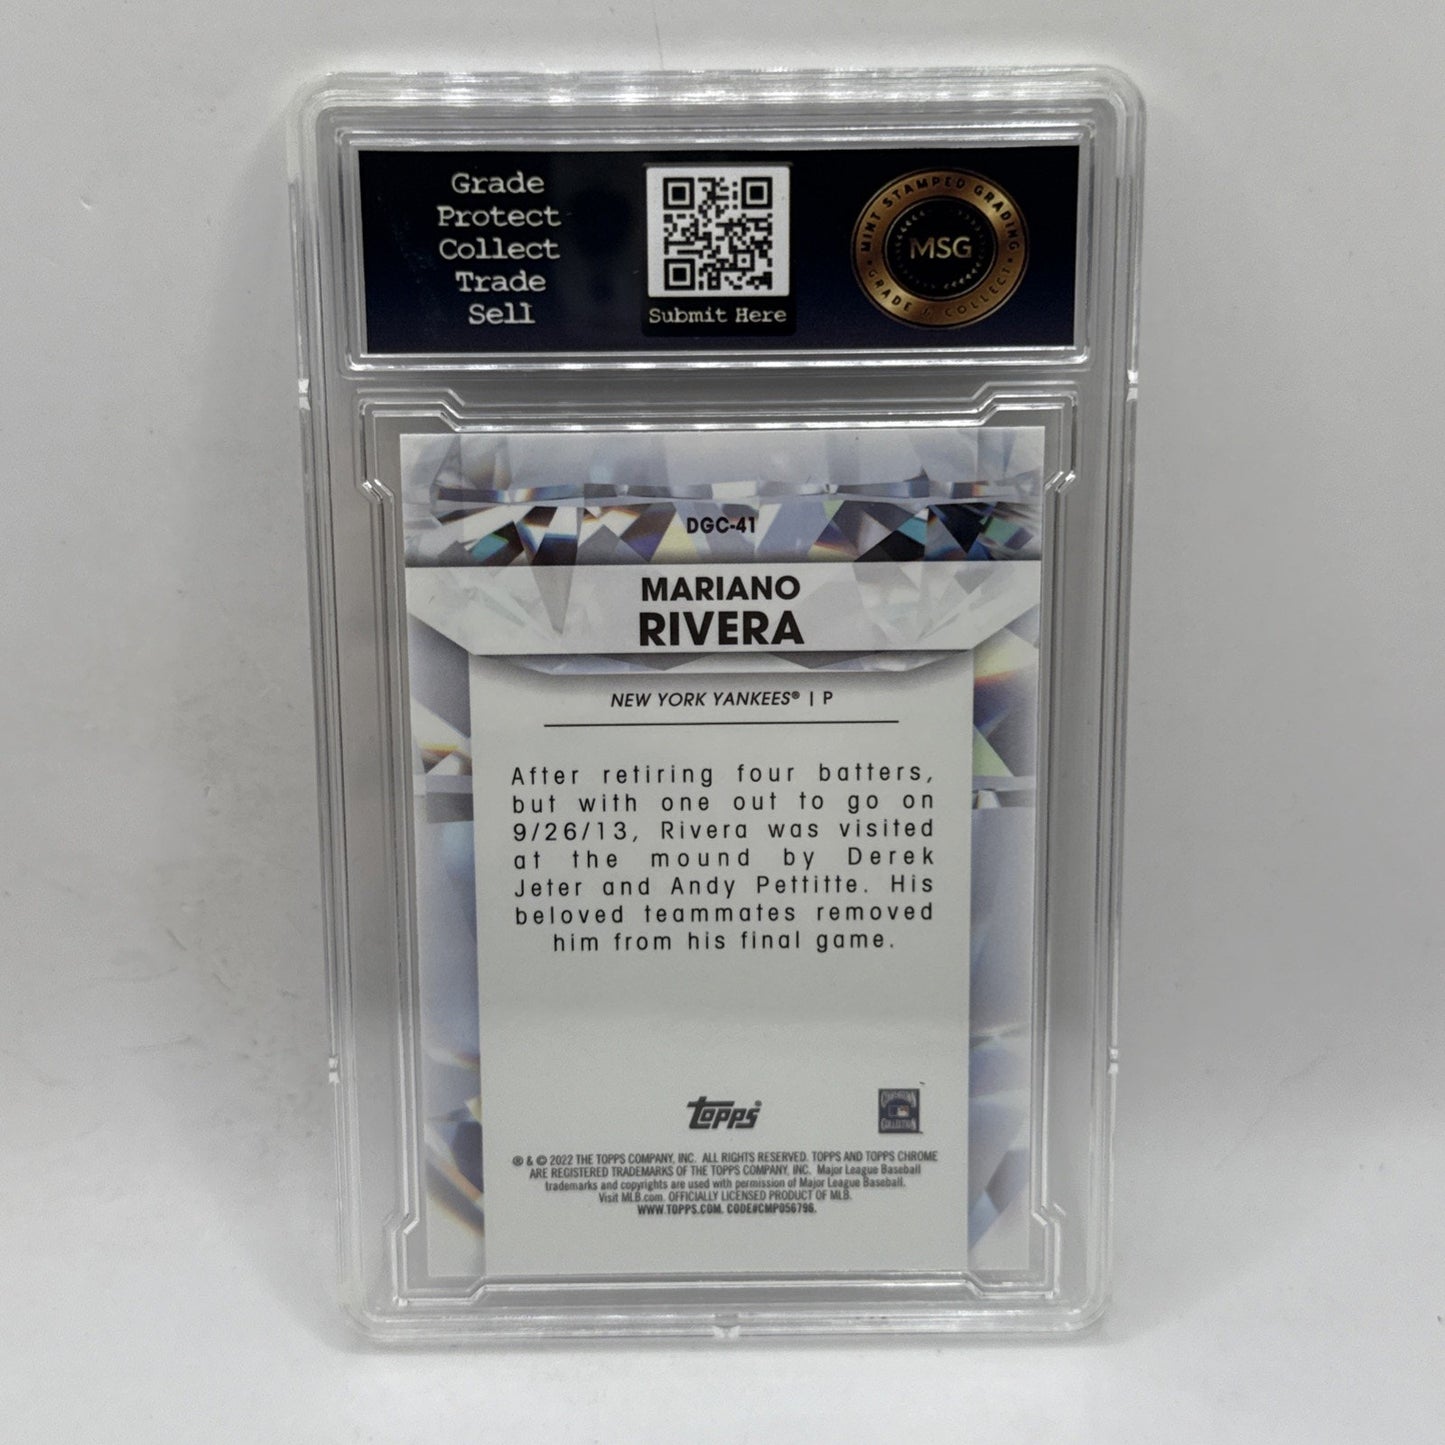 Grade
Protect
Collect
Trade
Sell
Submit Here
MINT STAMPED GRADING
MSG
GRADE & COLLECT
DGC-41
MARIANO
RIVERA
NEW YORK YANKEES® | P
After retiring four batters,
but with one out to go on
9/26/13, Rivera was visited
at the mound by Derek
Jeter and Andy Pettitte. His
beloved teammates removed
him from his final game.
topps®
COOPERSTOWN
COLLECTION
® & © 2022 THE TOPPS COMPANY, INC. ALL RIGHTS RESERVED. TOPPS AND TOPPS CHROME
ARE REGISTERED TRADEMARKS OF THE TOPPS COMPANY, INC. Major League Baseball
trademarks and copyrights are used with permission of Major League Baseball.
Visit MLB.com. OFFICIALLY LICENSED PRODUCT OF MLB.
WWW.TOPPS.COM. CODE#CMP056796.